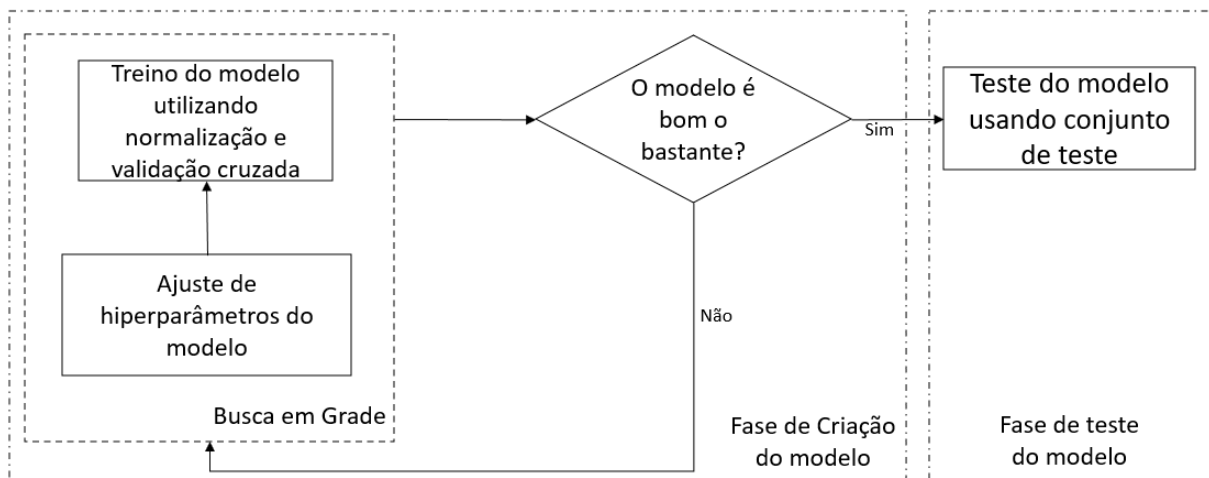 Treino do modelo
utilizando
normalização e
validação cruzada
Ajuste de
hiperparâmetros do
modelo
Busca em Grade
O modelo é
bom o
bastante?
Sim
Não
Fase de Criação
do modelo
Teste do modelo
usando conjunto
de teste
Fase de teste
do modelo